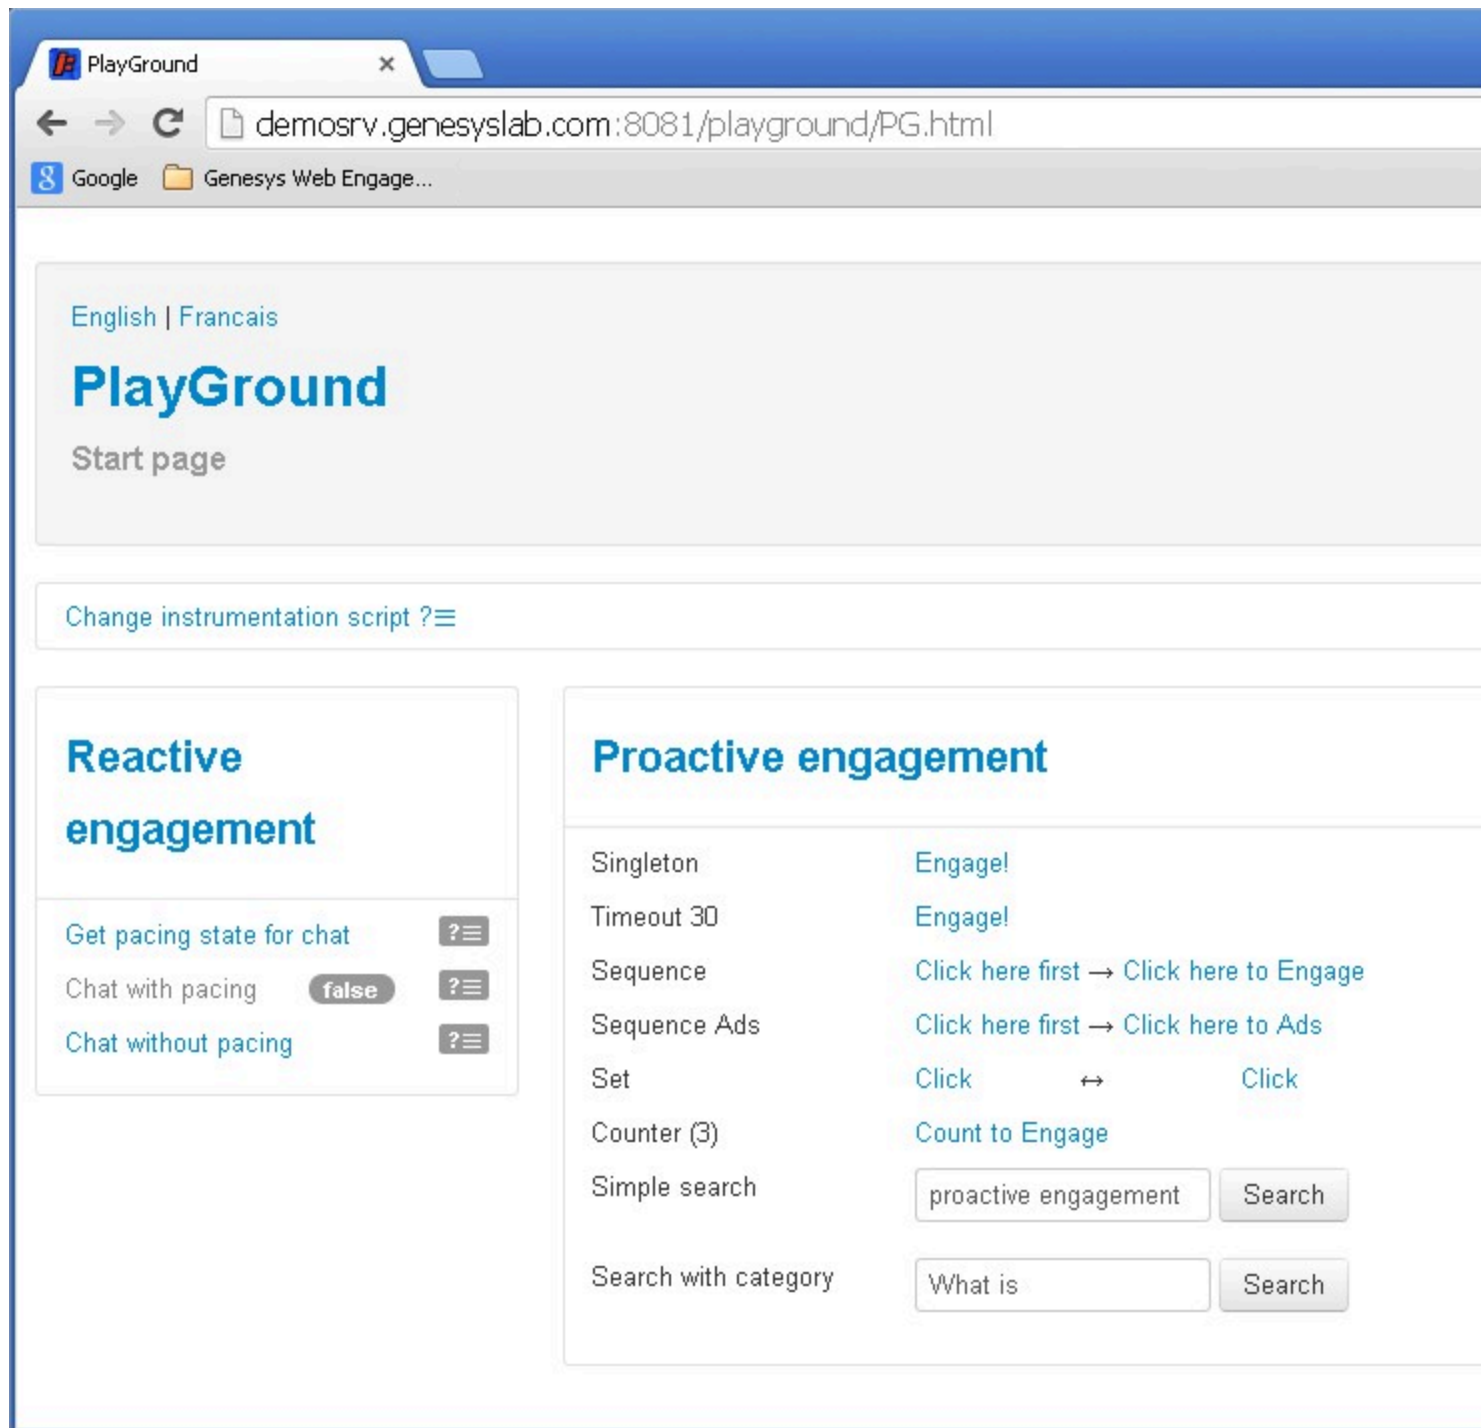 PlayGround
demosrv.genesyslab.com:8081/playground/PG.html
Google Genesys Web Engage...
English | Francais
PlayGround
Start page
Change instrumentation script ?☰
Reactive
engagement
Get pacing state for chat ?☰
Chat with pacing false ?☰
Chat without pacing ?☰
Proactive engagement
Singleton Engage!
Timeout 30 Engage!
Sequence Click here first → Click here to Engage
Sequence Ads Click here first → Click here to Ads
Set Click ↔ Click
Counter (3) Count to Engage
Simple search proactive engagement Search
Search with category What is Search